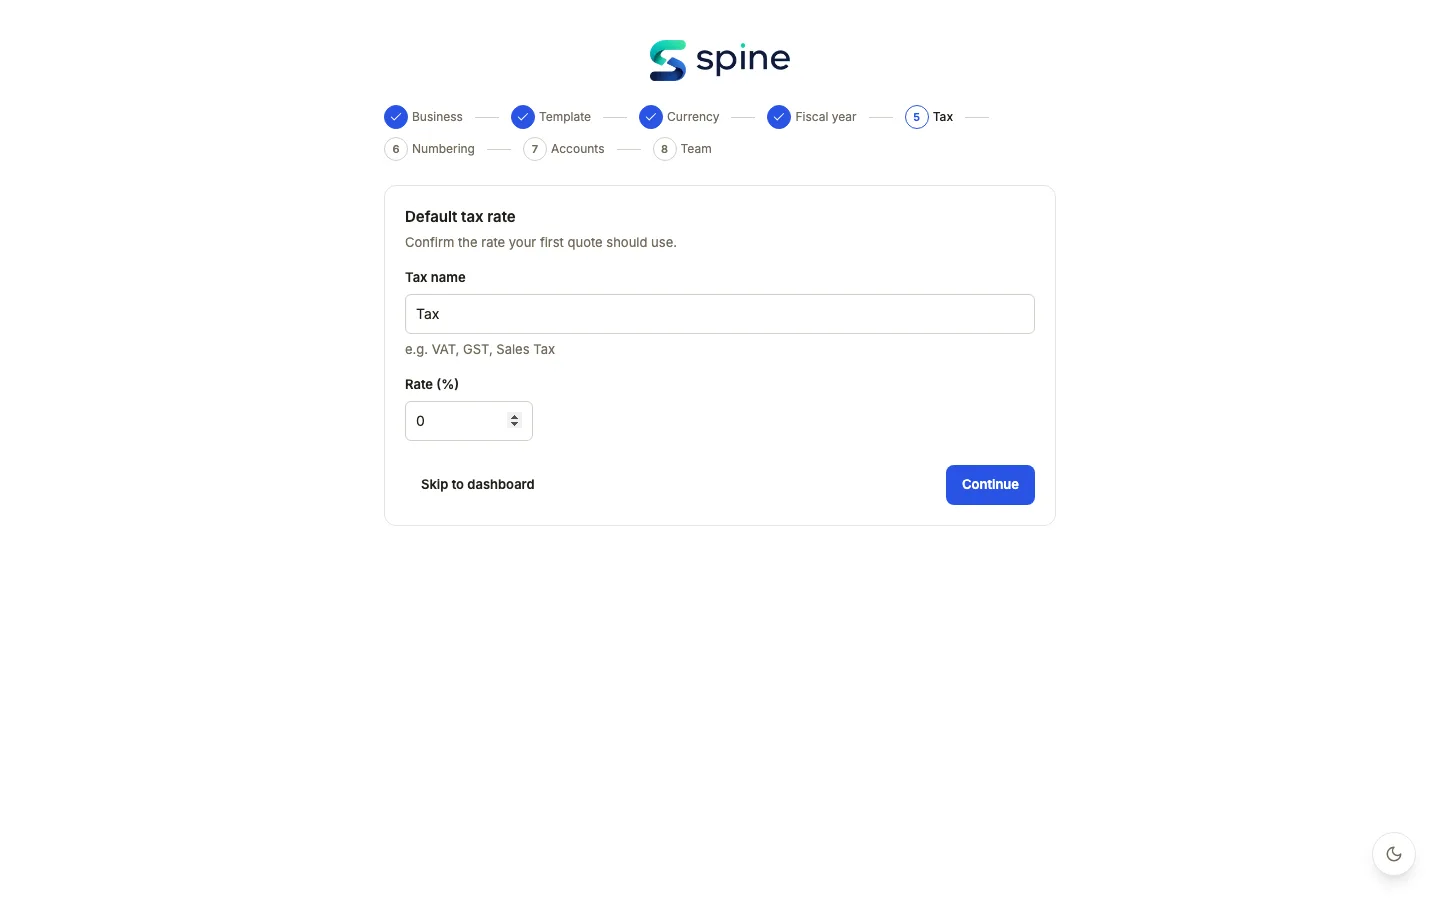 spine
Business Template Currency Fiscal year 5 Tax
6 Numbering 7 Accounts 8 Team
Default tax rate
Confirm the rate your first quote should use.
Tax name
Tax
e.g. VAT, GST, Sales Tax
Rate (%)
0
Skip to dashboard Continue